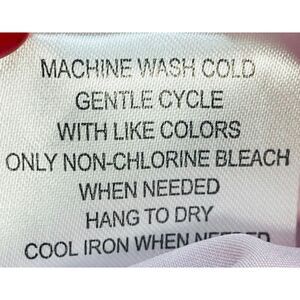 MACHINE WASH COLD
GENTLE CYCLE
WITH LIKE COLORS
ONLY NON-CHLORINE BLEACH
WHEN NEEDED
HANG TO DRY
COOL IRON WHEN NEEDED